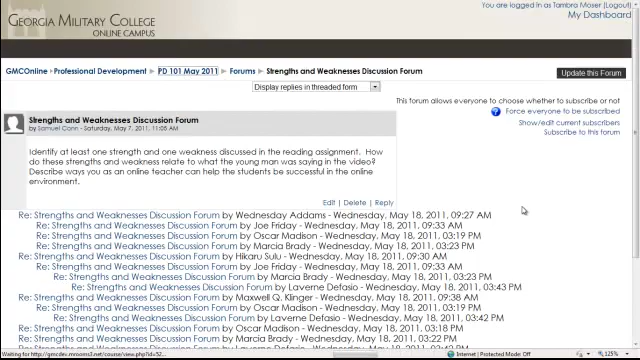 You are logged in as Tambra Moser (Logout)
GEORGIA MILITARY COLLEGE
ONLINE CAMPUS
My Dashboard
GMCOnline ▸ Professional Development ▸ PD 101 May 2011 ▸ Forums ▸ Strengths and Weaknesses Discussion Forum
Update this Forum
Display replies in threaded form
This forum allows everyone to choose whether to subscribe or not
Force everyone to be subscribed
Show/edit current subscribers
Subscribe to this forum
Strengths and Weaknesses Discussion Forum
by Samuel Conn - Saturday, May 7, 2011, 11:05 AM
Identify at least one strength and one weakness discussed in the reading assignment. How
do these strengths and weakness relate to what the young man was saying in the video?
Describe ways you as an online teacher can help the students be successful in the online
environment.
Edit | Delete | Reply
Re: Strengths and Weaknesses Discussion Forum by Wednesday Addams - Wednesday, May 18, 2011, 09:27 AM
Re: Strengths and Weaknesses Discussion Forum by Joe Friday - Wednesday, May 18, 2011, 09:33 AM
Re: Strengths and Weaknesses Discussion Forum by Oscar Madison - Wednesday, May 18, 2011, 03:19 PM
Re: Strengths and Weaknesses Discussion Forum by Marcia Brady - Wednesday, May 18, 2011, 03:23 PM
Re: Strengths and Weaknesses Discussion Forum by Hikaru Sulu - Wednesday, May 18, 2011, 09:30 AM
Re: Strengths and Weaknesses Discussion Forum by Joe Friday - Wednesday, May 18, 2011, 09:33 AM
Re: Strengths and Weaknesses Discussion Forum by Marcia Brady - Wednesday, May 18, 2011, 03:23 PM
Re: Strengths and Weaknesses Discussion Forum by Laverne Defasio - Wednesday, May 18, 2011, 03:43 PM
Re: Strengths and Weaknesses Discussion Forum by Maxwell Q. Klinger - Wednesday, May 18, 2011, 09:38 AM
Re: Strengths and Weaknesses Discussion Forum by Oscar Madison - Wednesday, May 18, 2011, 03:19 PM
Re: Strengths and Weaknesses Discussion Forum by Laverne Defasio - Wednesday, May 18, 2011, 03:42 PM
Re: Strengths and Weaknesses Discussion Forum by Oscar Madison - Wednesday, May 18, 2011, 03:18 PM
Re: Strengths and Weaknesses Discussion Forum by Marcia Brady - Wednesday, May 18, 2011, 03:22 PM
Internet | Protected Mode: Off
125%